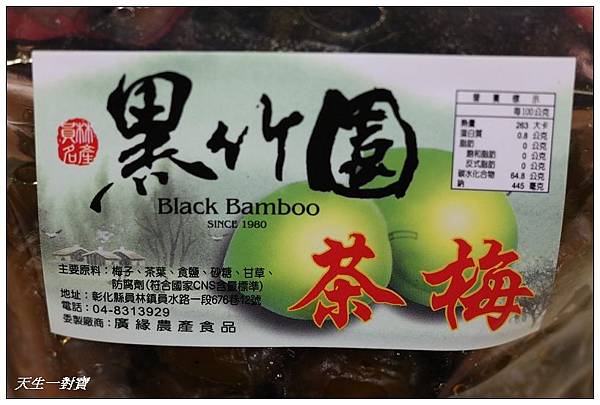 員林
名產
黑竹園
Black Bamboo
SINCE 1980
營養標示
每100公克
熱量 263 大卡
蛋白質 0.8 公克
脂肪 0 公克
飽和脂肪 0 公克
反式脂肪 0 公克
碳水化合物 64.8 公克
鈉 445 毫克
茶梅
主要原料：梅子、茶葉、食鹽、砂糖、甘草、
防腐劑(符合國家CNS含量標準)
地址：彰化縣員林鎮員水路一段676巷12號
電話：04-8313929
委製廠商：廣緣農產食品
天生一對寶